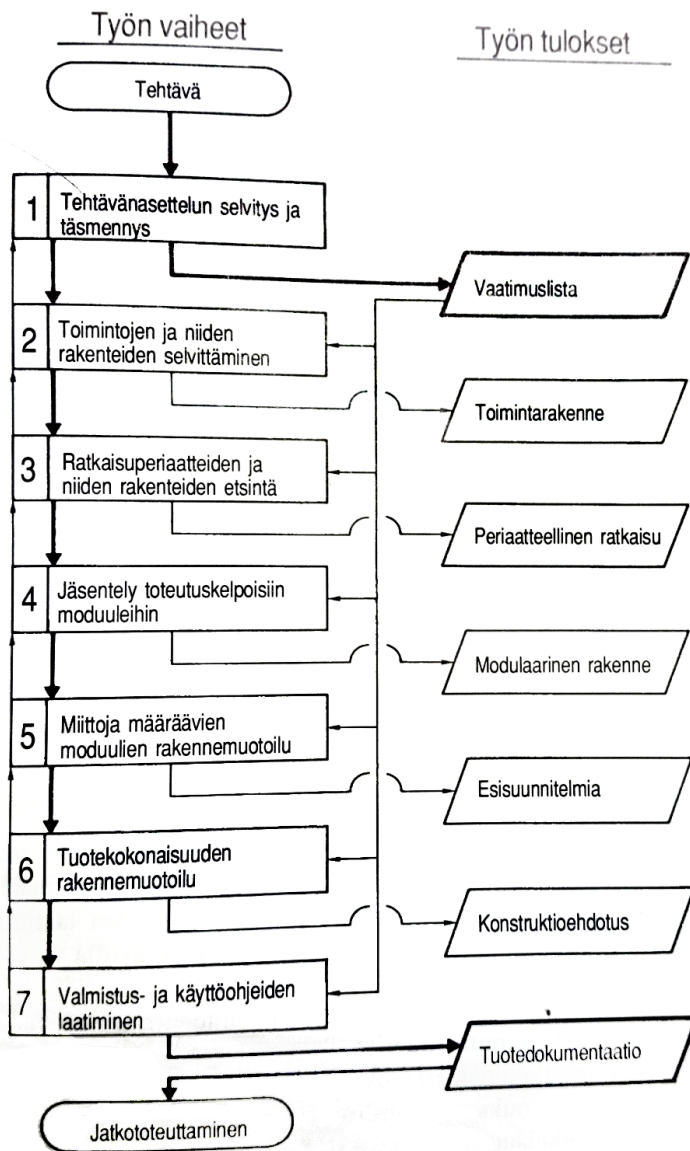 Työn vaiheet
Työn tulokset
Tehtävä
1
Tehtävänasettelun selvitys ja
täsmennys
Vaatimuslista
2
Toimintojen ja niiden
rakenteiden selvittäminen
Toimintarakenne
3
Ratkaisuperiaatteiden ja
niiden rakenteiden etsintä
Periaatteellinen ratkaisu
4
Jäsentely toteutuskelpoisiin
moduuleihin
Modulaarinen rakenne
5
Miittoja määräävien
moduulien rakennemuotoilu
Esisuunnitelmia
6
Tuotekokonaisuuden
rakennemuotoilu
Konstruktioehdotus
7
Valmistus- ja käyttöohjeiden
laatiminen
Tuotedokumentaatio
Jatkototeuttaminen